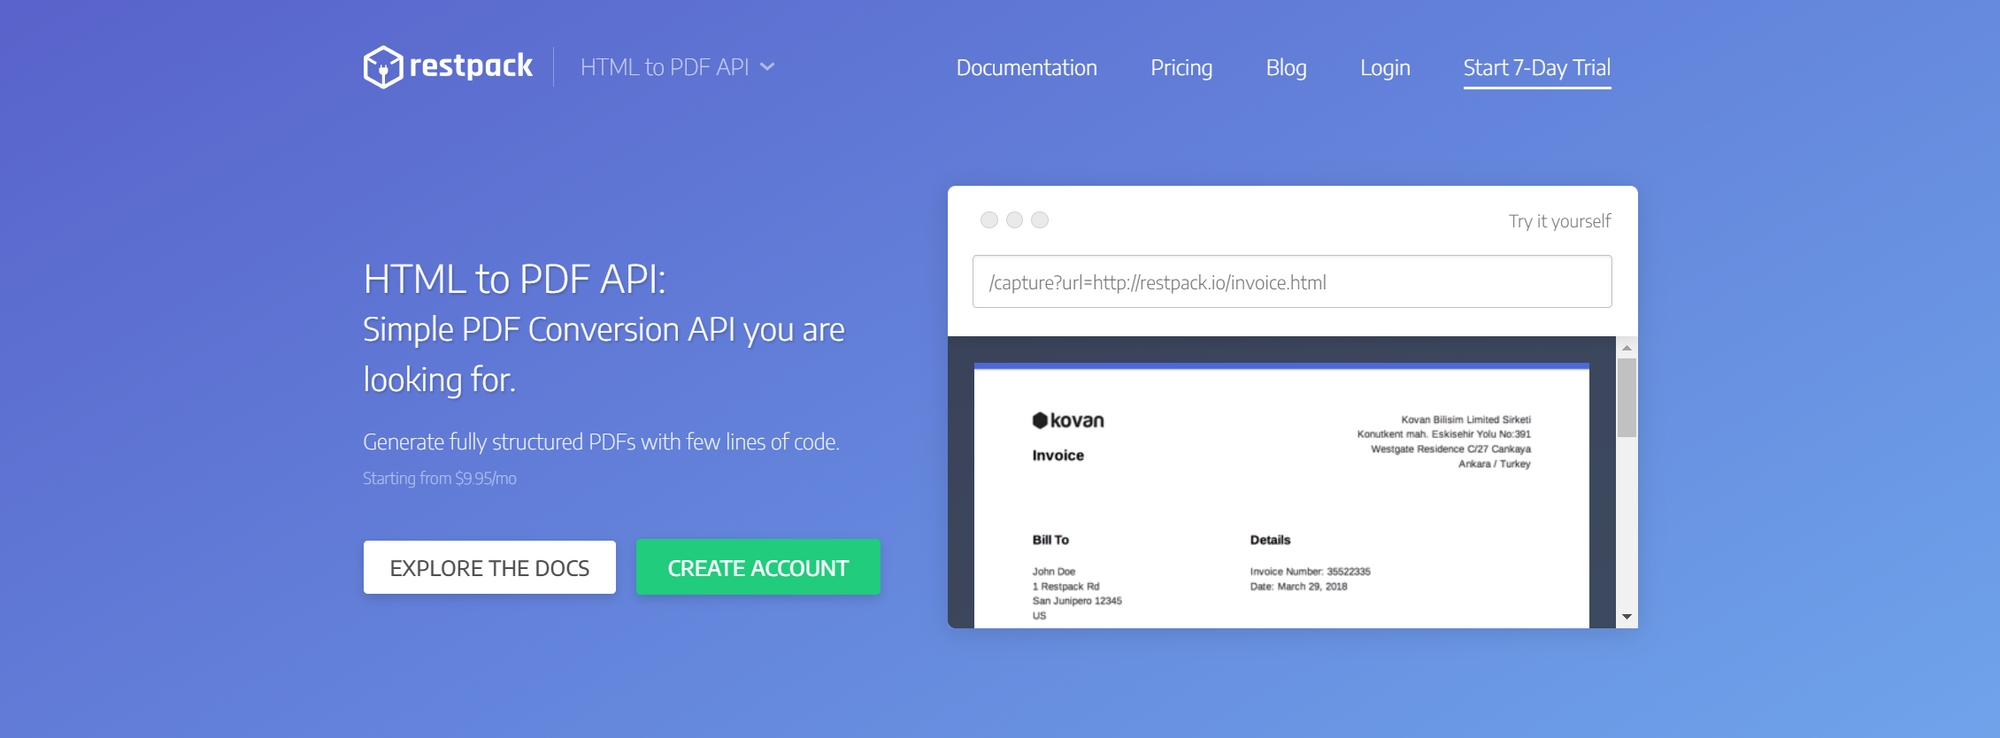 restpack
HTML to PDF API
Documentation
Pricing
Blog
Login
Start 7-Day Trial
HTML to PDF API:
Simple PDF Conversion API you are
looking for.
Generate fully structured PDFs with few lines of code.
Starting from $9.95/mo
EXPLORE THE DOCS
CREATE ACCOUNT
Try it yourself
/capture?url=http://restpack.io/invoice.html
kovan
Invoice
Kovan Bilisim Limited Sirketi
Konutkent mah. Eskisehir Yolu No:391
Westgate Residence C/27 Cankaya
Ankara / Turkey
Bill To
John Doe
1 Restpack Rd
San Junipero 12345
US
Details
Invoice Number: 35522335
Date: March 29, 2018